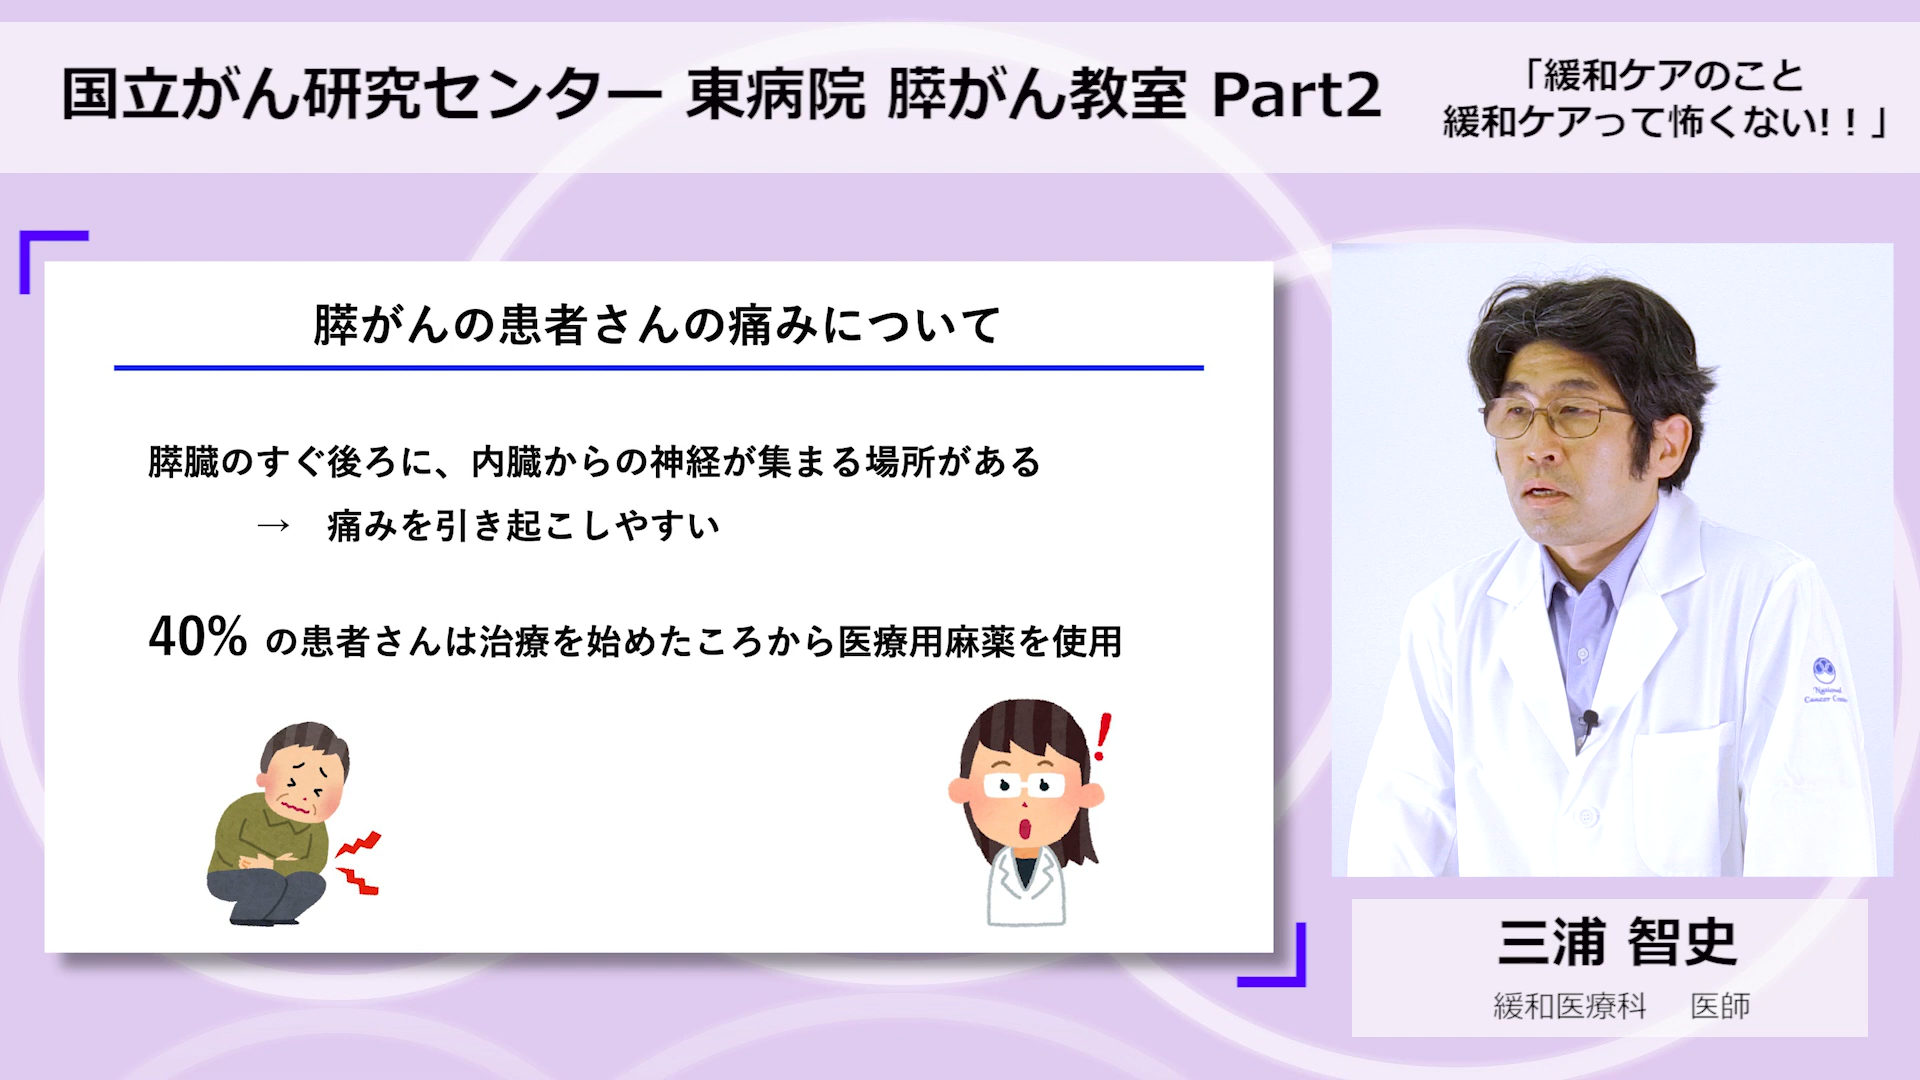 国立がん研究センター 東病院 膵がん教室 Part2
「緩和ケアのこと
緩和ケアって怖くない!!」
膵がんの患者さんの痛みについて
膵臓のすぐ後ろに、内臓からの神経が集まる場所がある
→ 痛みを引き起こしやすい
40% の患者さんは治療を始めたころから医療用麻薬を使用
National
三浦 智史
緩和医療科 医師